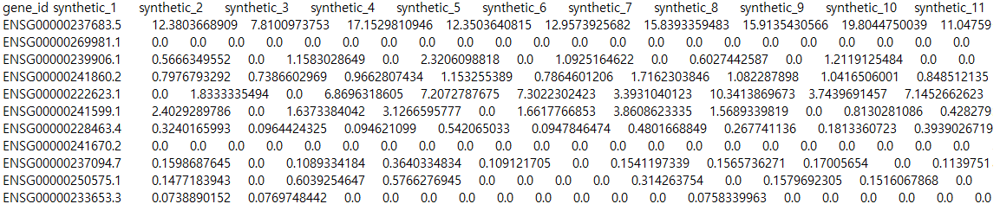 gene_id synthetic_1 synthetic_2 synthetic_3 synthetic_4 synthetic_5 synthetic_6 synthetic_7 synthetic_8 synthetic_9 synthetic_10 synthetic_11
ENSG00000237683.5 12.3803668909 7.8100973753 17.1529810946 12.3503640815 12.9573925682 15.8393359483 15.9135430566 19.8044750039 11.04759
ENSG00000269981.1 0.0 0.0 0.0 0.0 0.0 0.0 0.0 0.0 0.0 0.0 0.0 0.0 0.0 0.0 0.0 0.0 0.0 0.0
ENSG00000239906.1 0.5666349552 0.0 1.1583028649 0.0 2.3206098818 0.0 1.0925164622 0.0 0.6027442587 0.0 1.2119125484 0.0 0.0
ENSG00000241860.2 0.7976793292 0.7386602969 0.9662807434 1.153255389 0.7864601206 1.7162303846 1.082287898 1.0416506001 0.848512135
ENSG00000222623.1 0.0 1.8333335494 0.0 6.8696318605 7.2072787675 7.3022302423 3.3931040123 10.3413869673 3.7439691457 7.1452662623
ENSG00000241599.1 2.4029289786 0.0 1.6373384042 3.1266595777 0.0 1.6617766853 3.8608623335 1.5689339819 0.0 0.8130281086 0.428279
ENSG00000228463.4 0.3240165993 0.0964424325 0.094621099 0.542065033 0.0947846474 0.4801668849 0.267741136 0.1813360723 0.3939026719
ENSG00000241670.2 0.0 0.0 0.0 0.0 0.0 0.0 0.0 0.0 0.0 0.0 0.0 0.0 0.0 0.0 0.0 0.0 0.0 0.0
ENSG00000237094.7 0.1598687645 0.0 0.1089334184 0.3640334834 0.109121705 0.0 0.1541197339 0.1565736271 0.17005654 0.0 0.1139751
ENSG00000250575.1 0.1477183943 0.0 0.6039254647 0.5766276945 0.0 0.0 0.0 0.314263754 0.0 0.1579692305 0.1516067868 0.0
ENSG00000233653.3 0.0738890152 0.0769748442 0.0 0.0 0.0 0.0 0.0 0.0 0.0 0.0758339963 0.0 0.0 0.0 0.0 0.0 0.0